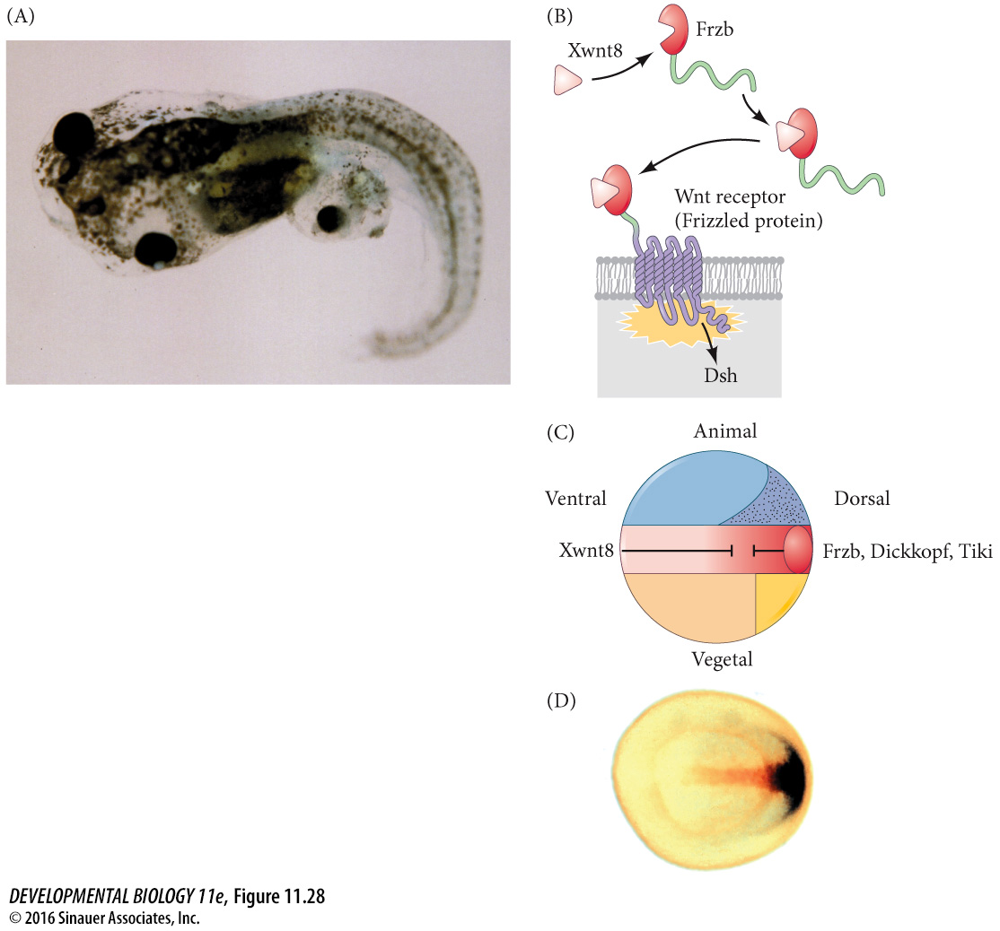 (A)
(B)
Frzb
Xwnt8
Wnt receptor
(Frizzled protein)
Dsh
(C)
Animal
Ventral
Dorsal
Xwnt8
Frzb, Dickkopf, Tiki
Vegetal
(D)
DEVELOPMENTAL BIOLOGY 11e, Figure 11.28
© 2016 Sinauer Associates, Inc.